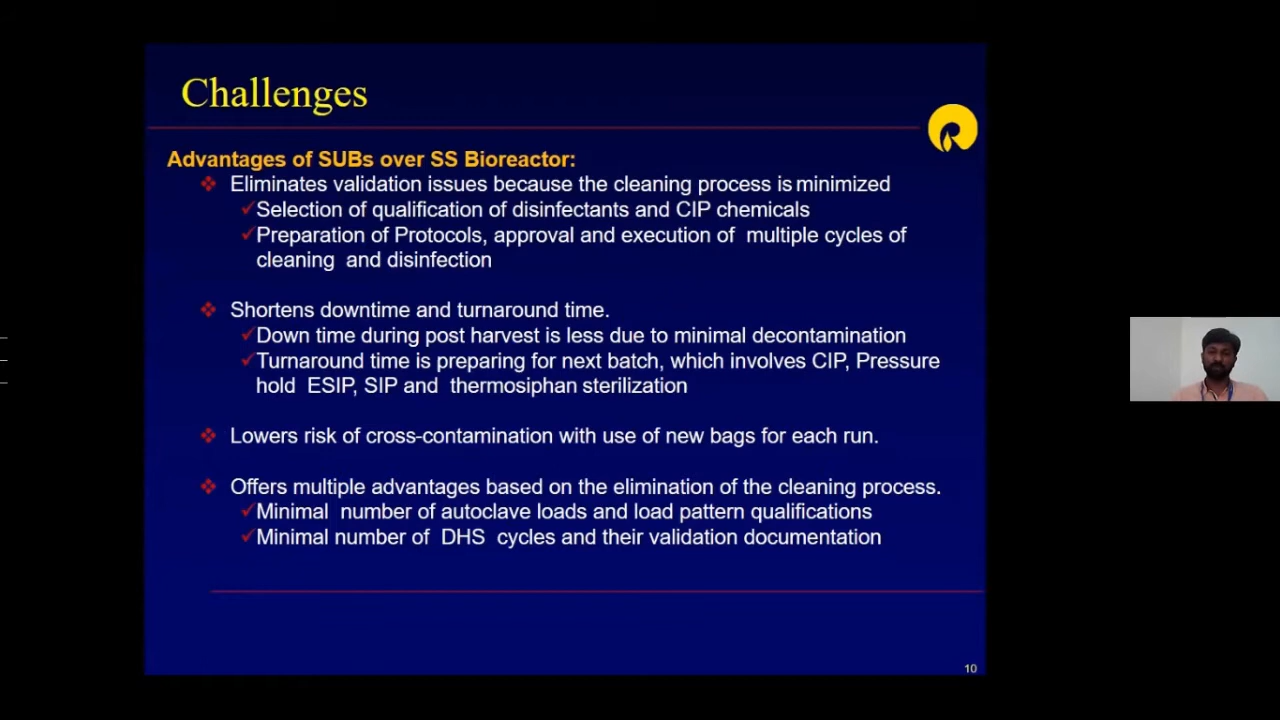 Challenges
Advantages of SUBs over SS Bioreactor:
Eliminates validation issues because the cleaning process is minimized
Selection of qualification of disinfectants and CIP chemicals
Preparation of Protocols, approval and execution of multiple cycles of
cleaning and disinfection
Shortens downtime and turnaround time.
Down time during post harvest is less due to minimal decontamination
Turnaround time is preparing for next batch, which involves CIP, Pressure
hold ESIP, SIP and thermosiphan sterilization
Lowers risk of cross-contamination with use of new bags for each run.
Offers multiple advantages based on the elimination of the cleaning process.
Minimal number of autoclave loads and load pattern qualifications
Minimal number of DHS cycles and their validation documentation
10